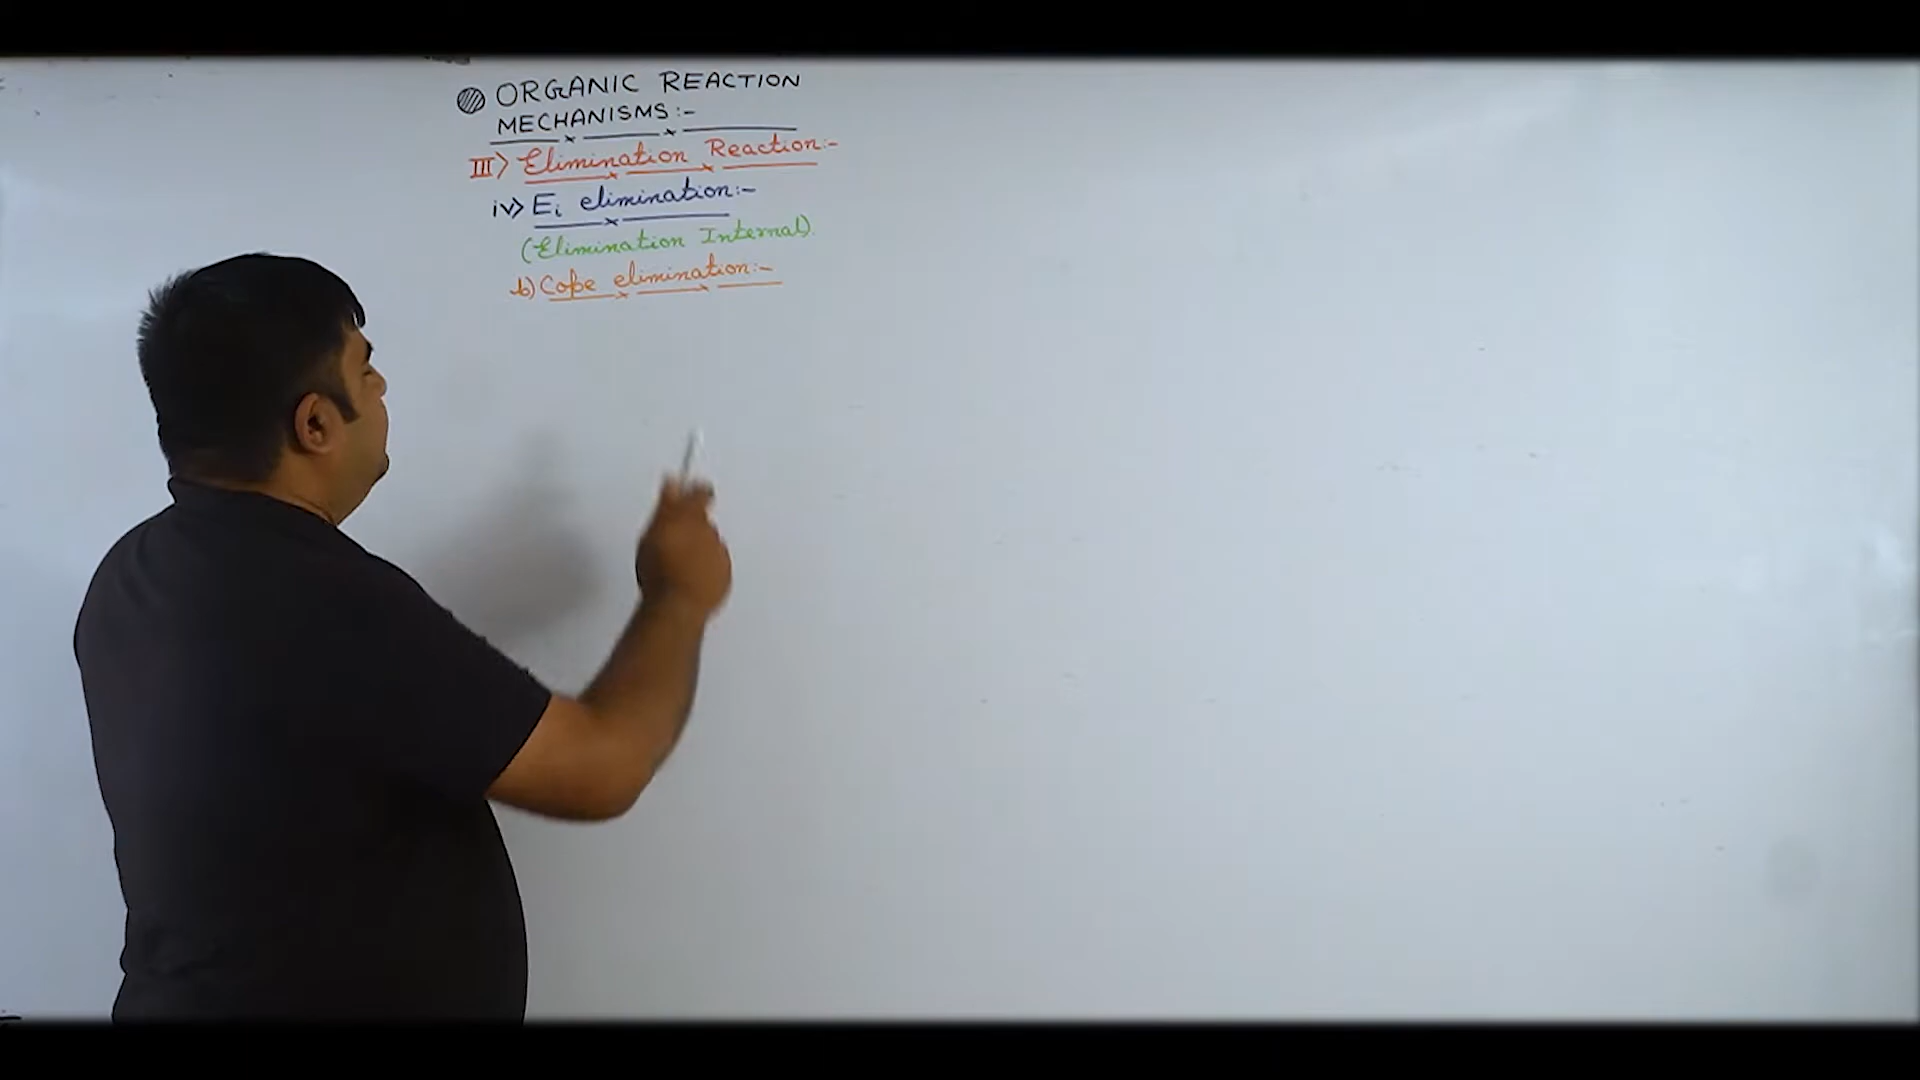 ORGANIC REACTION
MECHANISMS:-
III> Elimination Reaction:-
iv> Ei elimination:-
(Elimination Internal).
b) Cope elimination:-